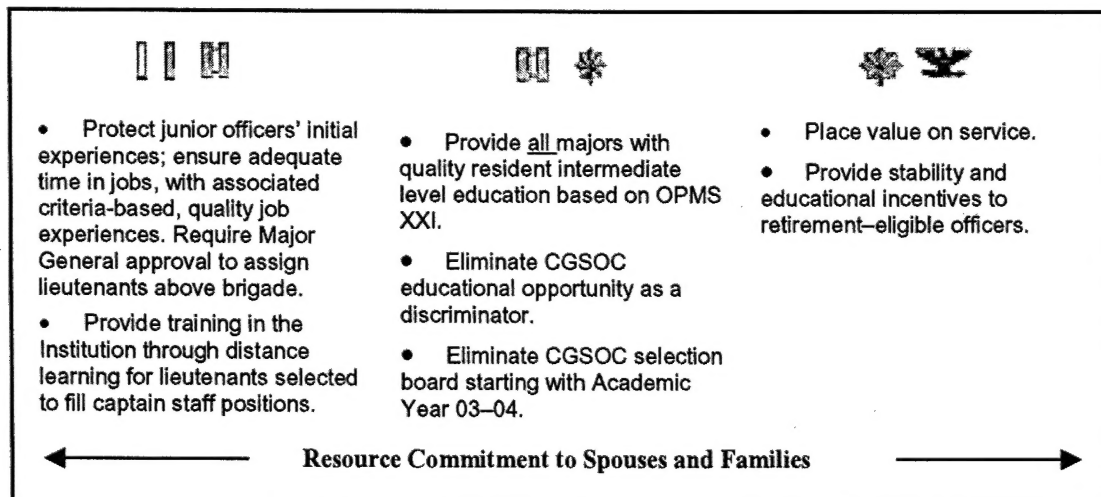 • Protect junior officers' initial
experiences; ensure adequate
time in jobs, with associated
criteria-based, quality job
experiences. Require Major
General approval to assign
lieutenants above brigade.
• Provide training in the
Institution through distance
learning for lieutenants selected
to fill captain staff positions.
• Provide all majors with
quality resident intermediate
level education based on OPMS
XXI.
• Eliminate CGSOC
educational opportunity as a
discriminator.
• Eliminate CGSOC selection
board starting with Academic
Year 03–04.
• Place value on service.
• Provide stability and
educational incentives to
retirement–eligible officers.
Resource Commitment to Spouses and Families